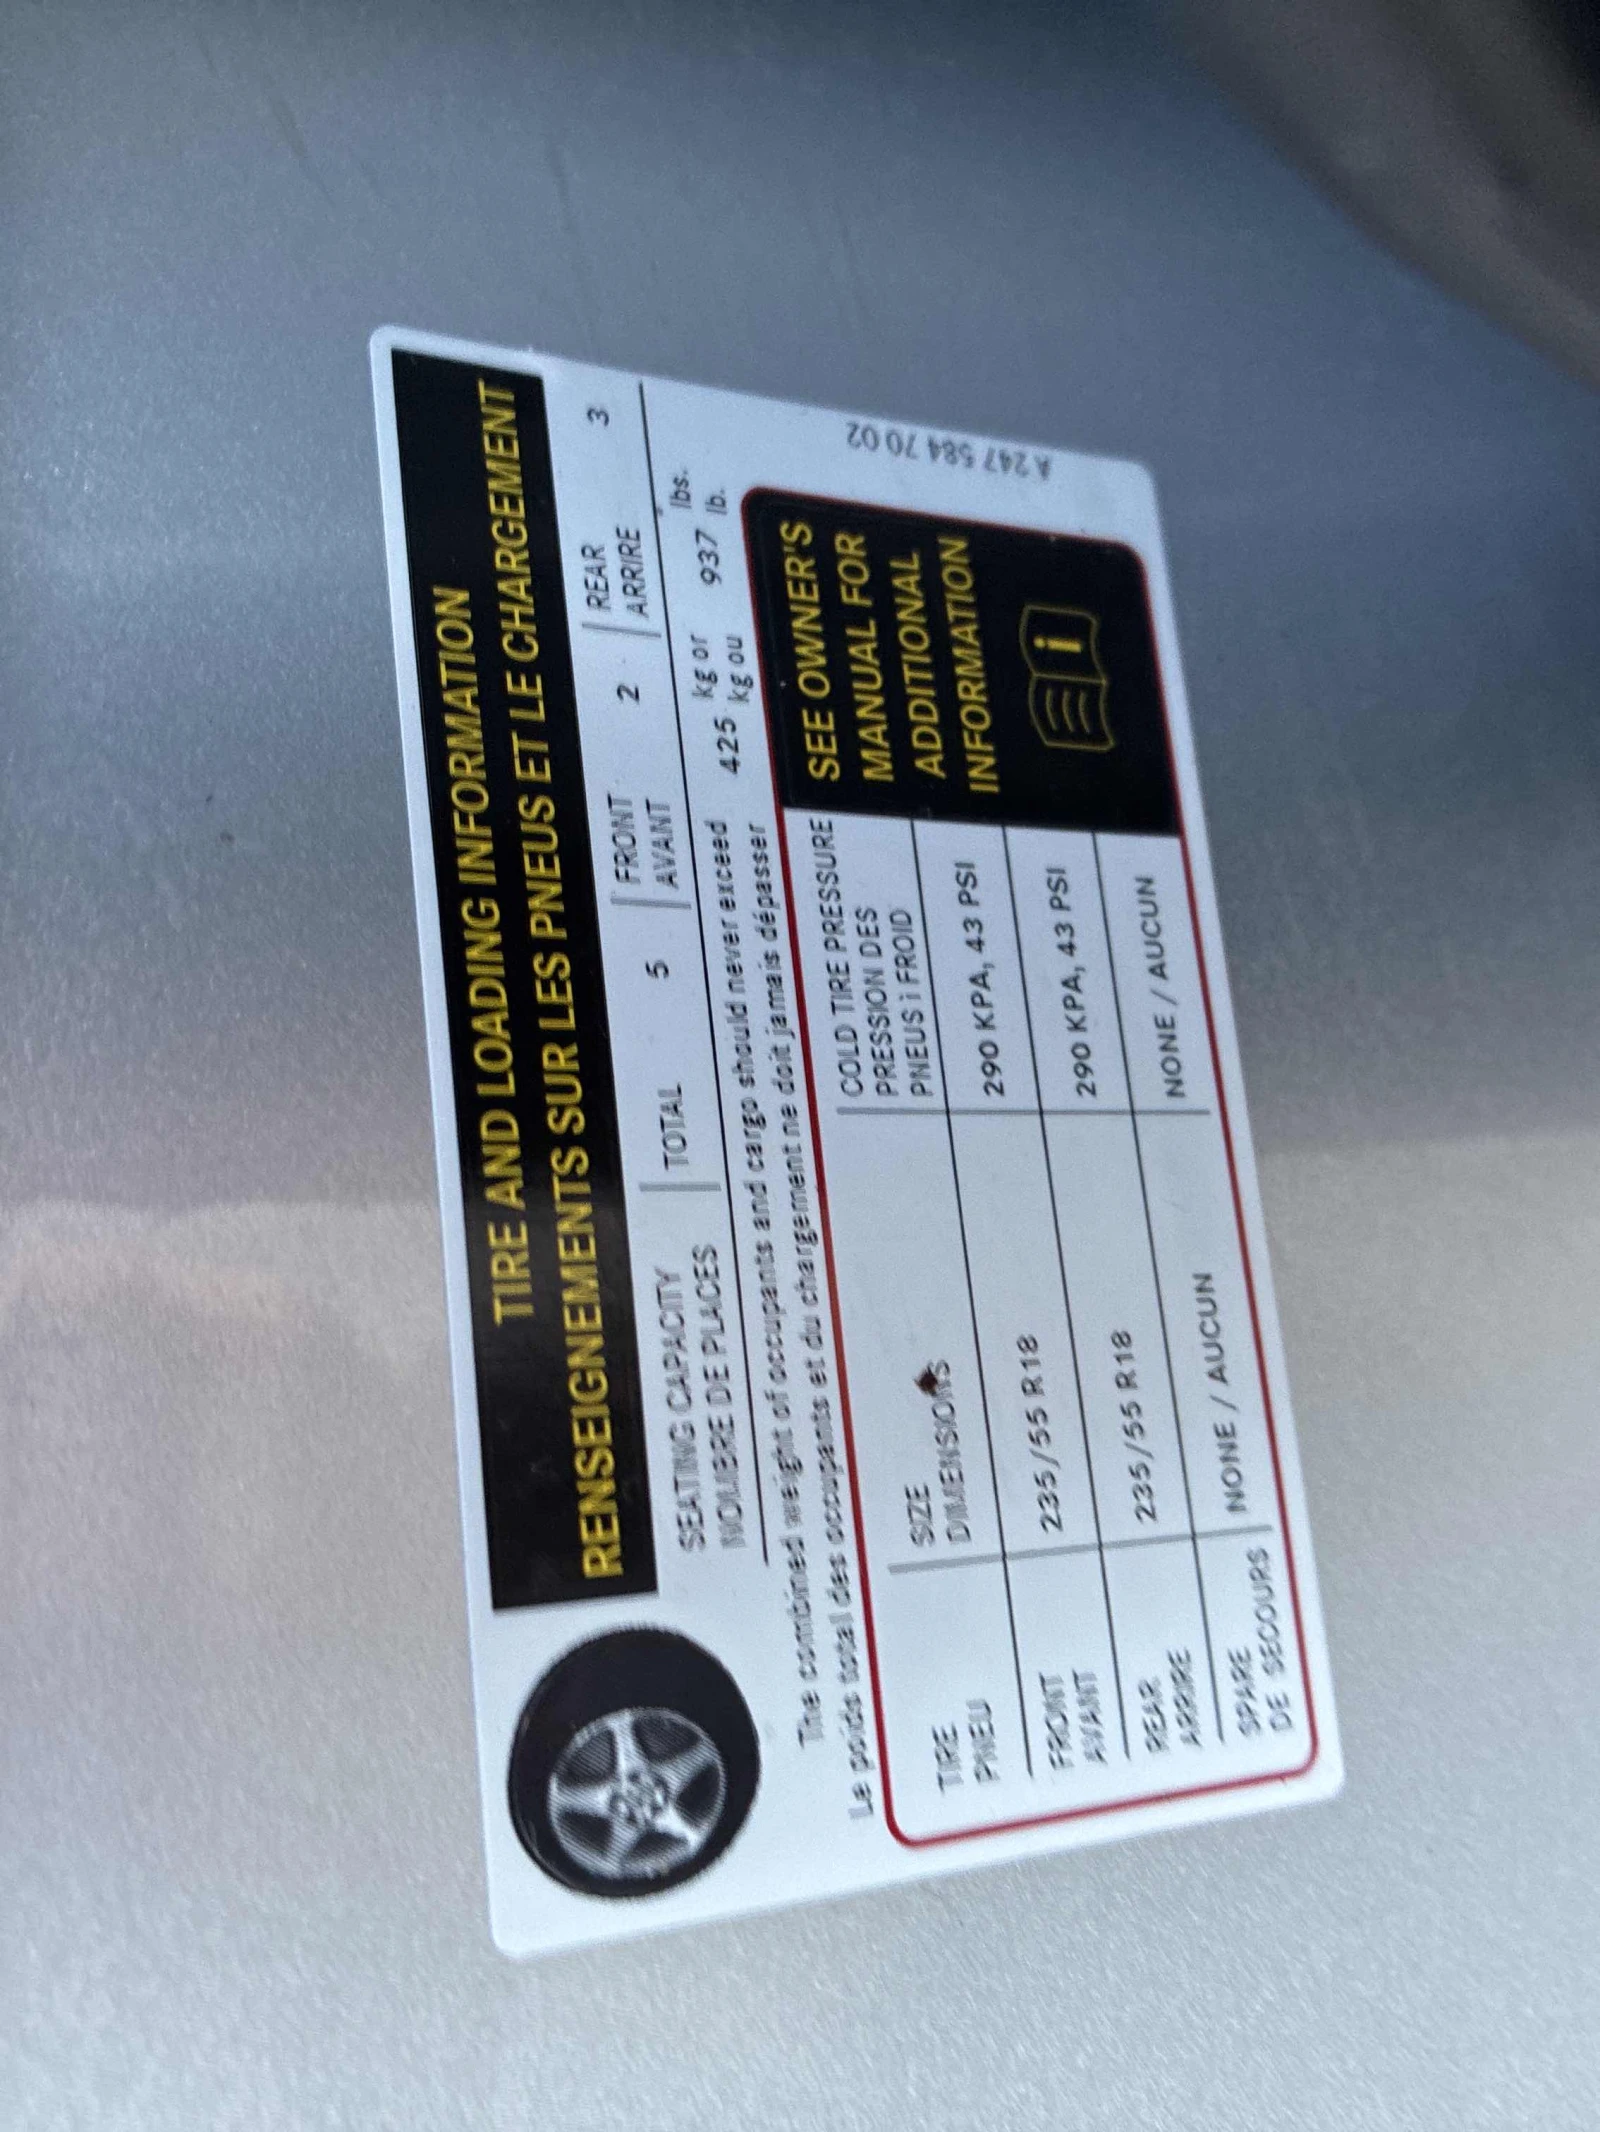 TIRE AND LOADING INFORMATION
RENSEIGNEMENTS SUR LES PNEUS ET LE CHARGEMENT
SEATING CAPACITY
NOMBRE DE PLACES
TOTAL 5
FRONT
AVANT
2
REAR
ARRIRE
3
The combined weight of occupants and cargo should never exceed 425 kg or 937 lbs.
Le poids total des occupants et du chargement ne doit jamais dépasser kg ou lb.
TIRE
PNEU
SIZE
DIMENSIONS
COLD TIRE PRESSURE
PRESSION DES
PNEUS i FROID
FRONT
AVANT
235/55 R18
290 KPA, 43 PSI
REAR
ARRIRE
235/55 R18
290 KPA, 43 PSI
SPARE
DE SECOURS
NONE / AUCUN
NONE / AUCUN
SEE OWNER'S
MANUAL FOR
ADDITIONAL
INFORMATION
i
A 247 584 70 02